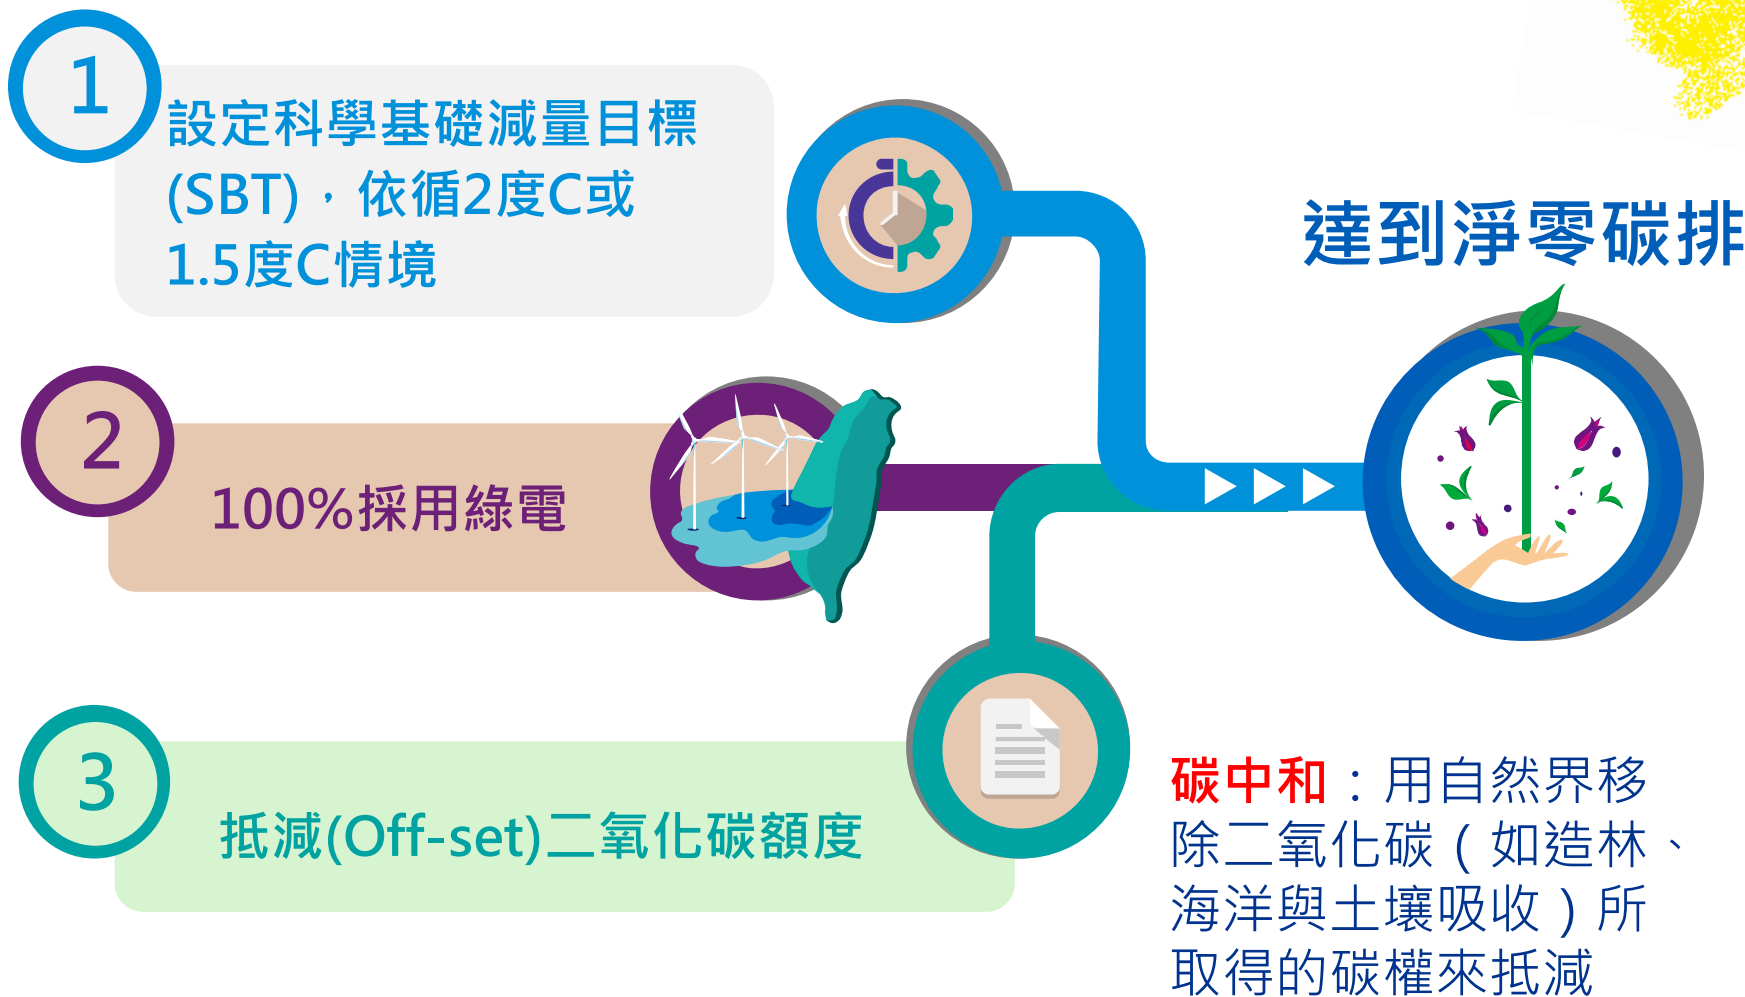 1
設定科學基礎減量目標
(SBT)，依循2度C或
1.5度C情境
達到淨零碳排
2
100%採用綠電
3
抵減(Off-set)二氧化碳額度
碳中和：用自然界移
除二氧化碳（如造林、
海洋與土壤吸收）所
取得的碳權來抵減